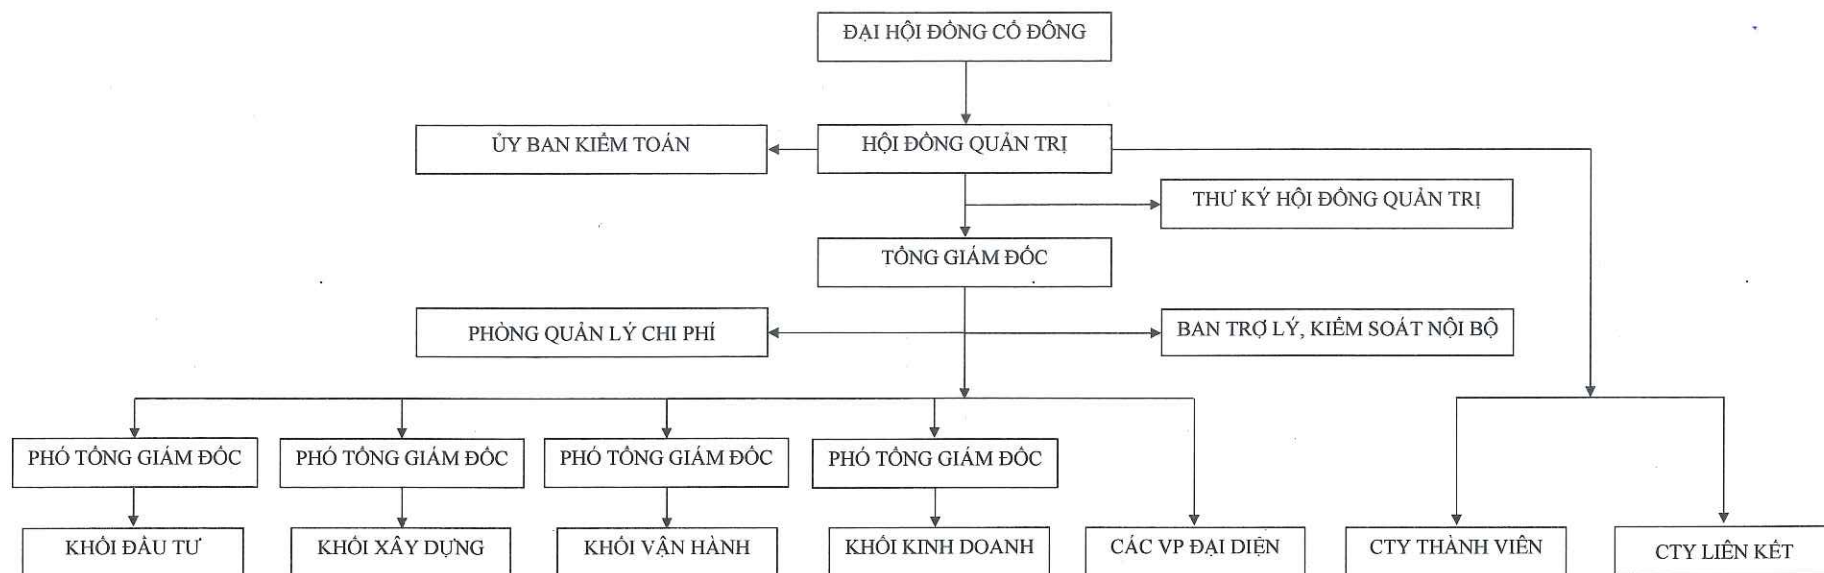 ĐẠI HỘI ĐỒNG CỔ ĐÔNG
ỦY BAN KIỂM TOÁN
HỘI ĐỒNG QUẢN TRỊ
THƯ KÝ HỘI ĐỒNG QUẢN TRỊ
TỔNG GIÁM ĐỐC
PHÒNG QUẢN LÝ CHI PHÍ
BAN TRỢ LÝ, KIỂM SOÁT NỘI BỘ
PHÓ TỔNG GIÁM ĐỐC
PHÓ TỔNG GIÁM ĐỐC
PHÓ TỔNG GIÁM ĐỐC
PHÓ TỔNG GIÁM ĐỐC
KHỐI ĐẦU TƯ
KHỐI XÂY DỰNG
KHỐI VẬN HÀNH
KHỐI KINH DOANH
CÁC VP ĐẠI DIỆN
CTY THÀNH VIÊN
CTY LIÊN KẾT